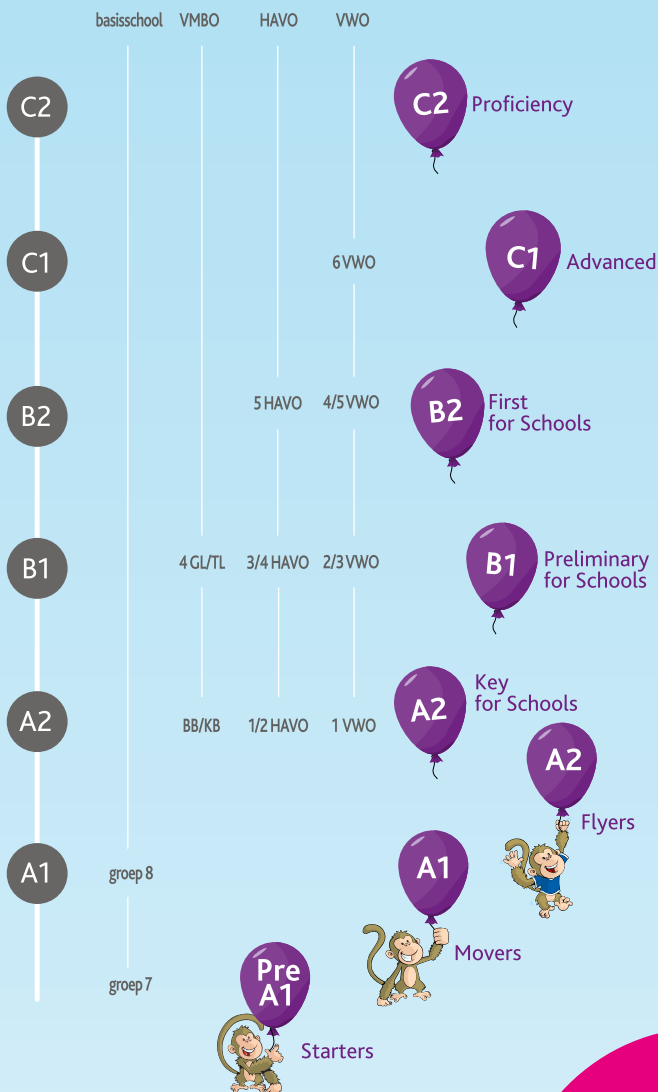 basisschool VMBO HAVO VWO
C2 C2 Proficiency
C1 6 VWO C1 Advanced
B2 5 HAVO 4/5 VWO B2 First
for Schools
B1 4 GL/TL 3/4 HAVO 2/3 VWO B1 Preliminary
for Schools
Key
for Schools
A2 BB/KB 1/2 HAVO 1 VWO A2
A2
Flyers
A1 groep 8 A1
Movers
groep 7 Pre
A1
Starters